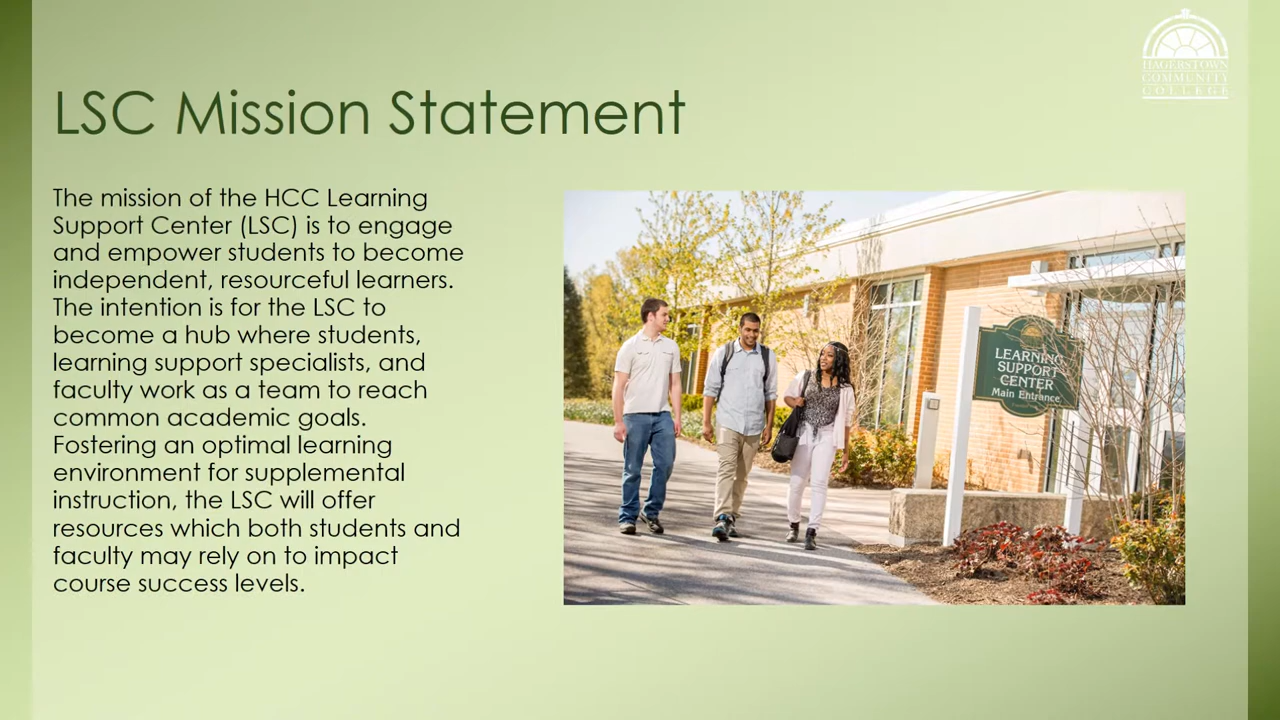 HAGERSTOWN
COMMUNITY
COLLEGE
LSC Mission Statement
The mission of the HCC Learning
Support Center (LSC) is to engage
and empower students to become
independent, resourceful learners.
The intention is for the LSC to
become a hub where students,
learning support specialists, and
faculty work as a team to reach
common academic goals.
Fostering an optimal learning
environment for supplemental
instruction, the LSC will offer
resources which both students and
faculty may rely on to impact
course success levels.
LEARNING
SUPPORT
CENTER
Main Entrance